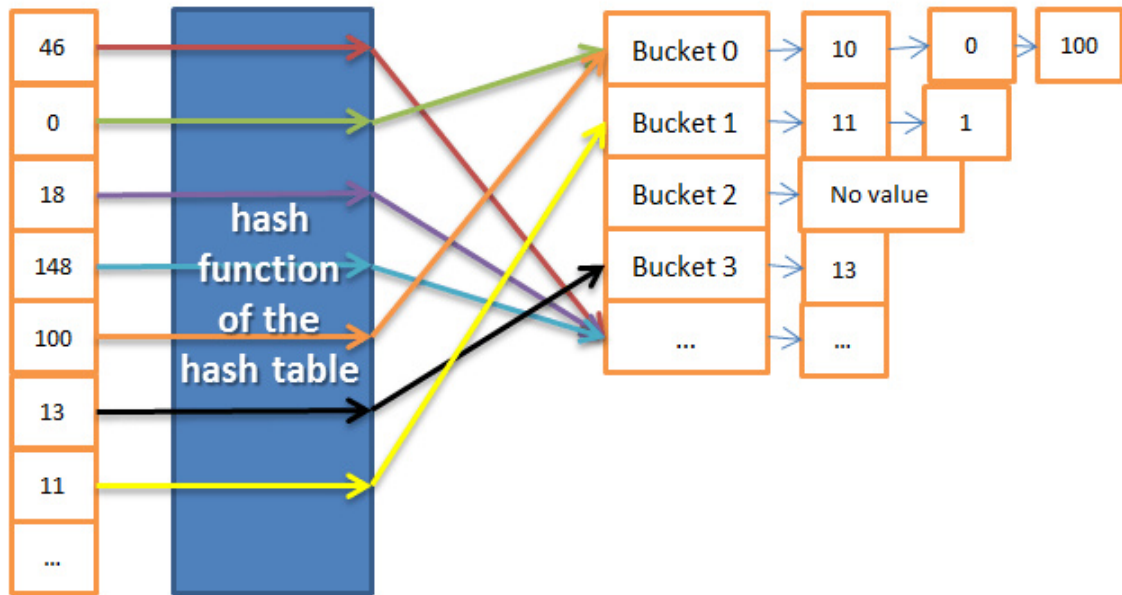 46
0
18
148
100
13
11
...
hash
function
of the
hash table
Bucket 0
10
0
100
Bucket 1
11
1
Bucket 2
No value
Bucket 3
13
...
...